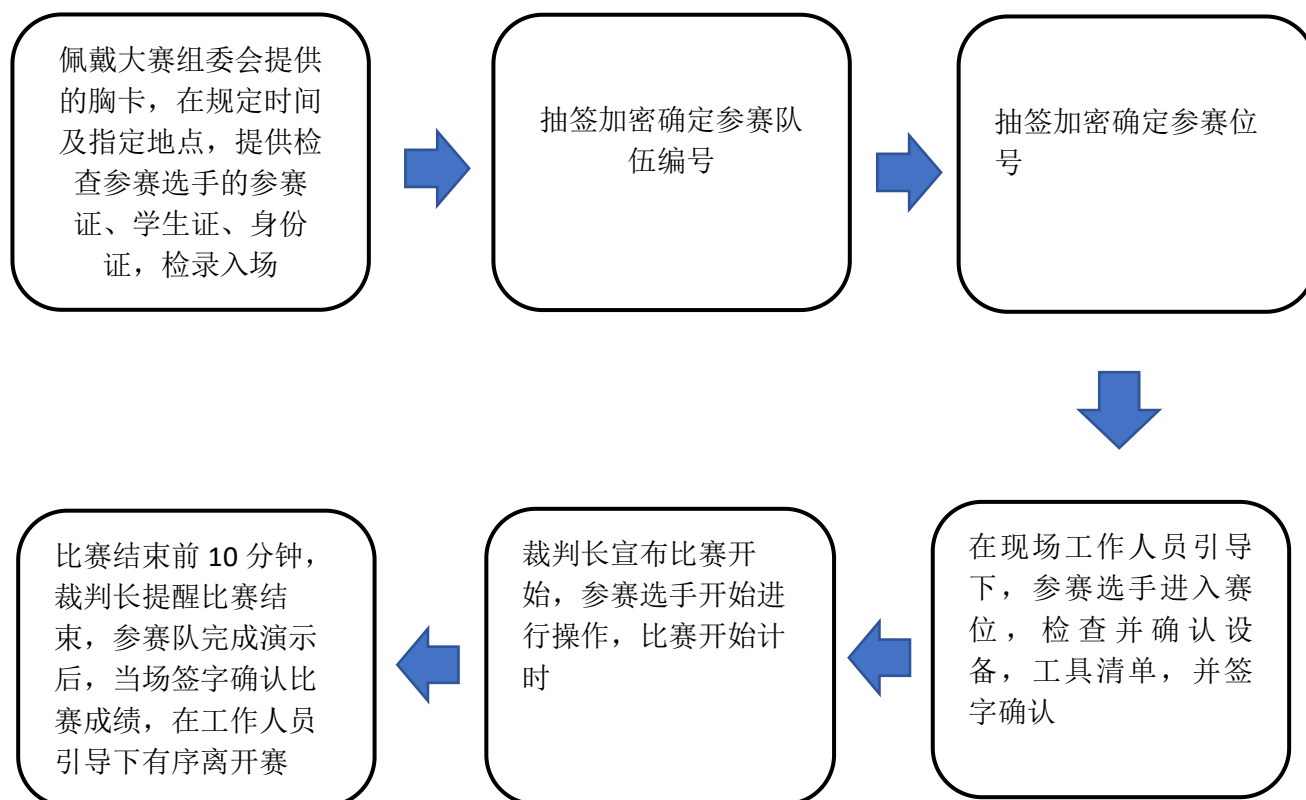 佩戴大赛组委会提供
的胸卡，在规定时间
及指定地点，提供检
查参赛选手的参赛
证、学生证、身份
证，检录入场
抽签加密确定参赛队
伍编号
抽签加密确定参赛位
号
在现场工作人员引导
下，参赛选手进入赛
位，检查并确认设
备，工具清单，并签
字确认
裁判长宣布比赛开
始，参赛选手开始进
行操作，比赛开始计
时
比赛结束前 10 分钟，
裁判长提醒比赛结
束，参赛队完成演示
后，当场签字确认比
赛成绩，在工作人员
引导下有序离开赛